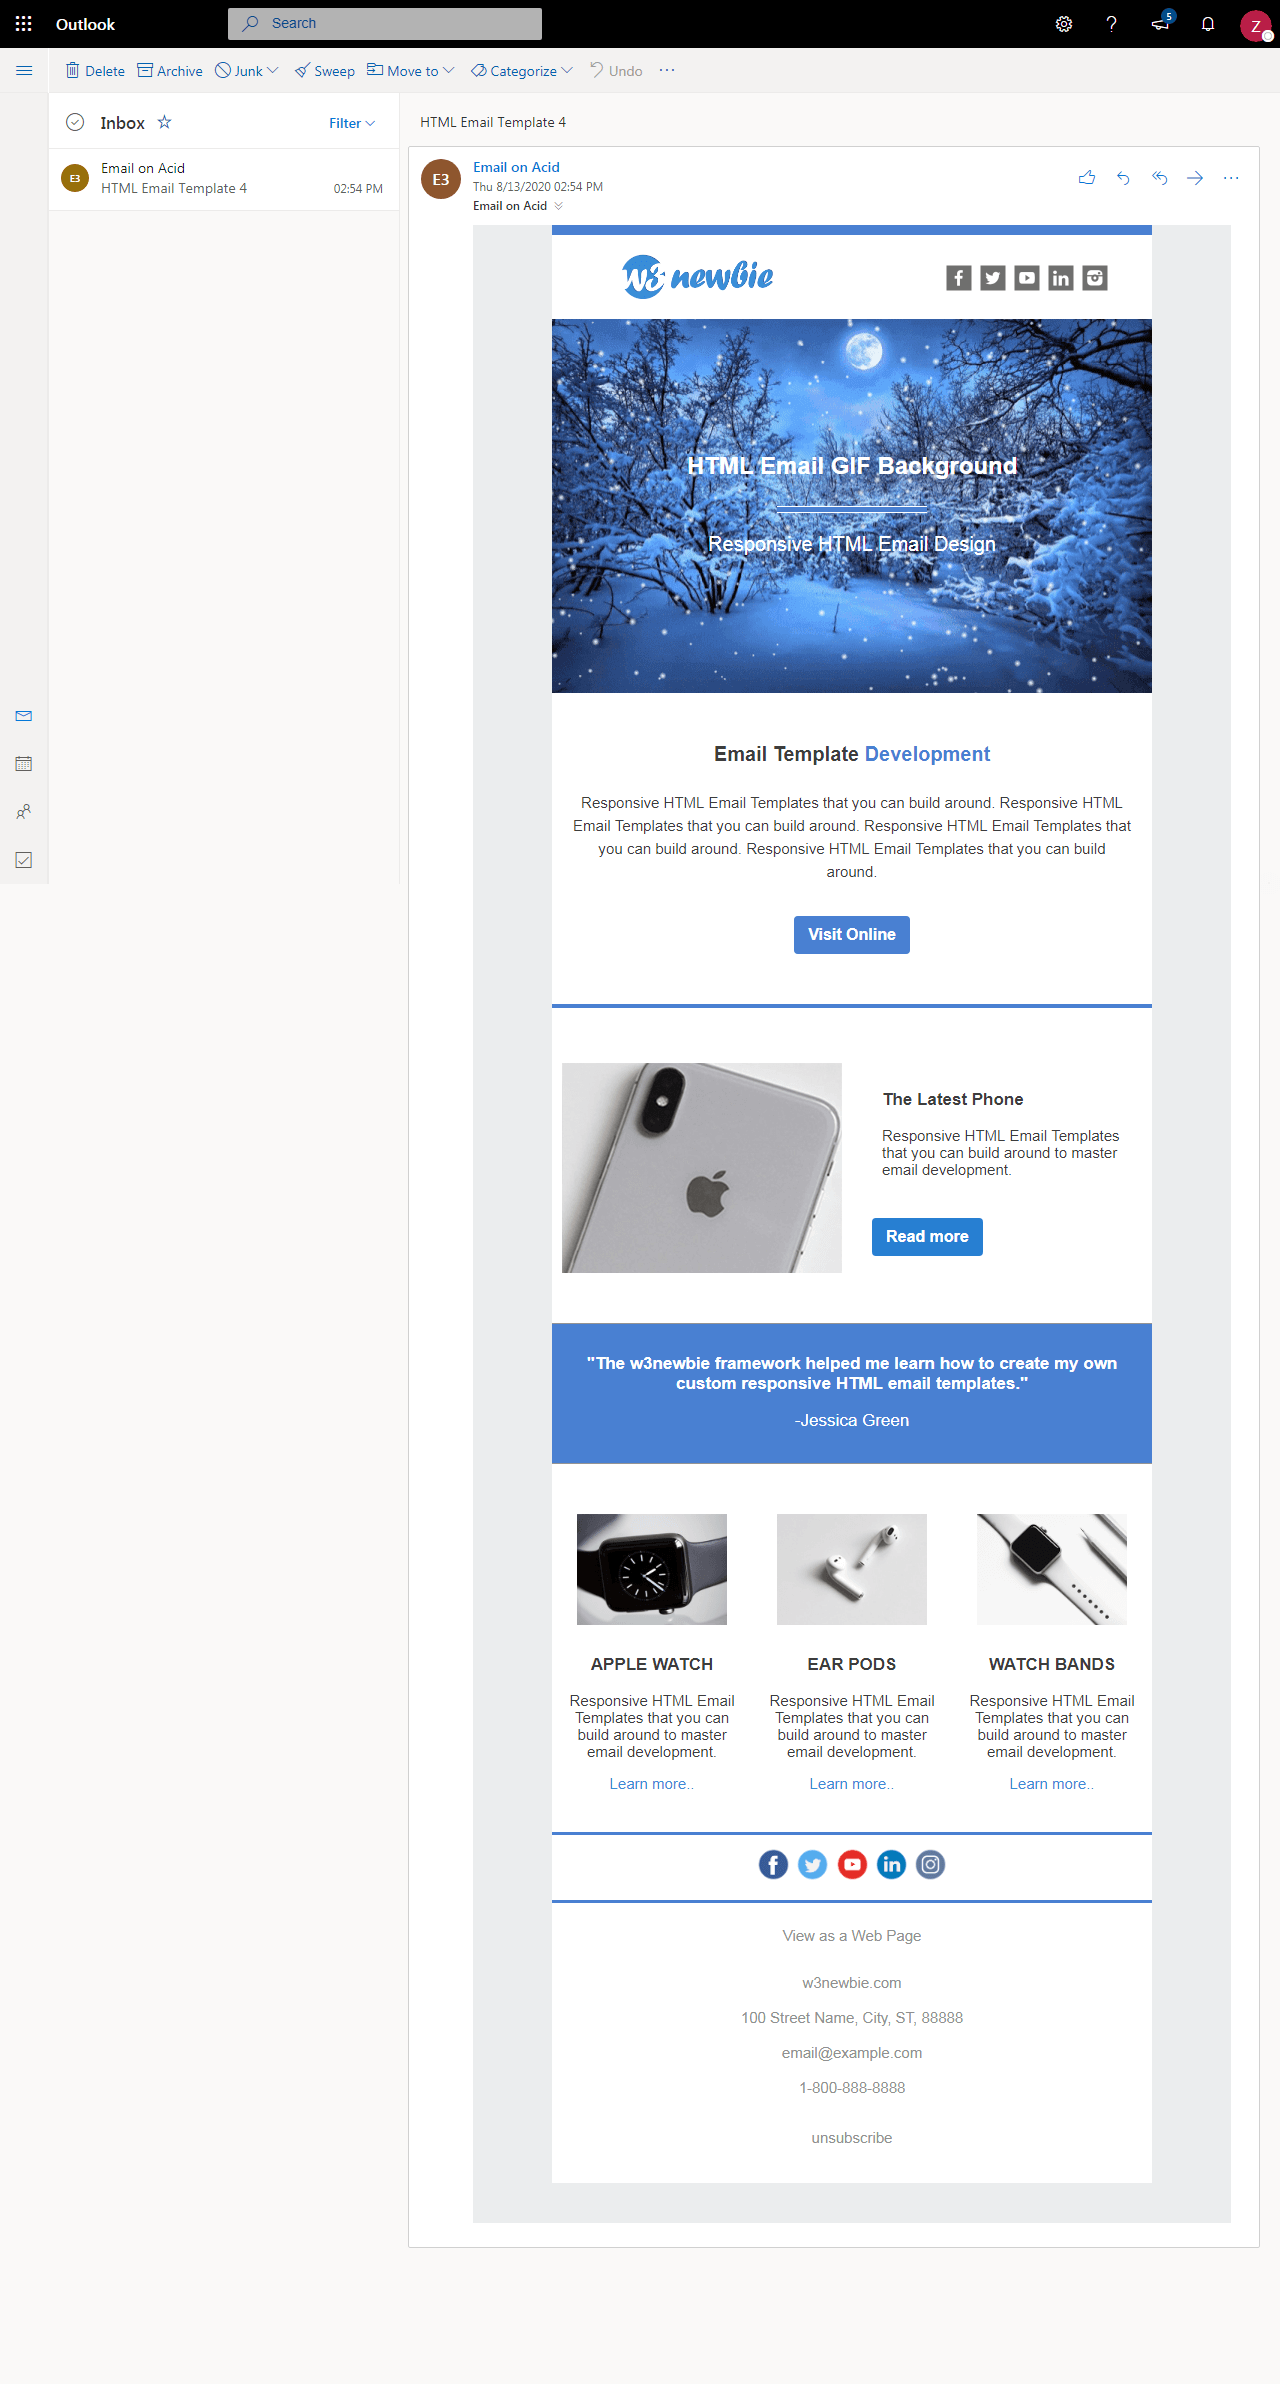 Outlook
Search
5
Z
Delete
Archive
Junk
Sweep
Move to
Categorize
Undo
Inbox
Filter
E3
Email on Acid
HTML Email Template 4
02:54 PM
HTML Email Template 4
E3
Email on Acid
Thu 8/13/2020 02:54 PM
Email on Acid
W3 newbie
HTML Email GIF Background
Responsive HTML Email Design
Email Template Development
Responsive HTML Email Templates that you can build around. Responsive HTML
Email Templates that you can build around. Responsive HTML Email Templates that
you can build around. Responsive HTML Email Templates that you can build
around.
Visit Online
The Latest Phone
Responsive HTML Email Templates
that you can build around to master
email development.
Read more
"The w3newbie framework helped me learn how to create my own
custom responsive HTML email templates."
-Jessica Green
APPLE WATCH
Responsive HTML Email
Templates that you can
build around to master
email development.
Learn more..
EAR PODS
Responsive HTML Email
Templates that you can
build around to master
email development.
Learn more..
WATCH BANDS
Responsive HTML Email
Templates that you can
build around to master
email development.
Learn more..
View as a Web Page
w3newbie.com
100 Street Name, City, ST, 88888
email@example.com
1-800-888-8888
unsubscribe